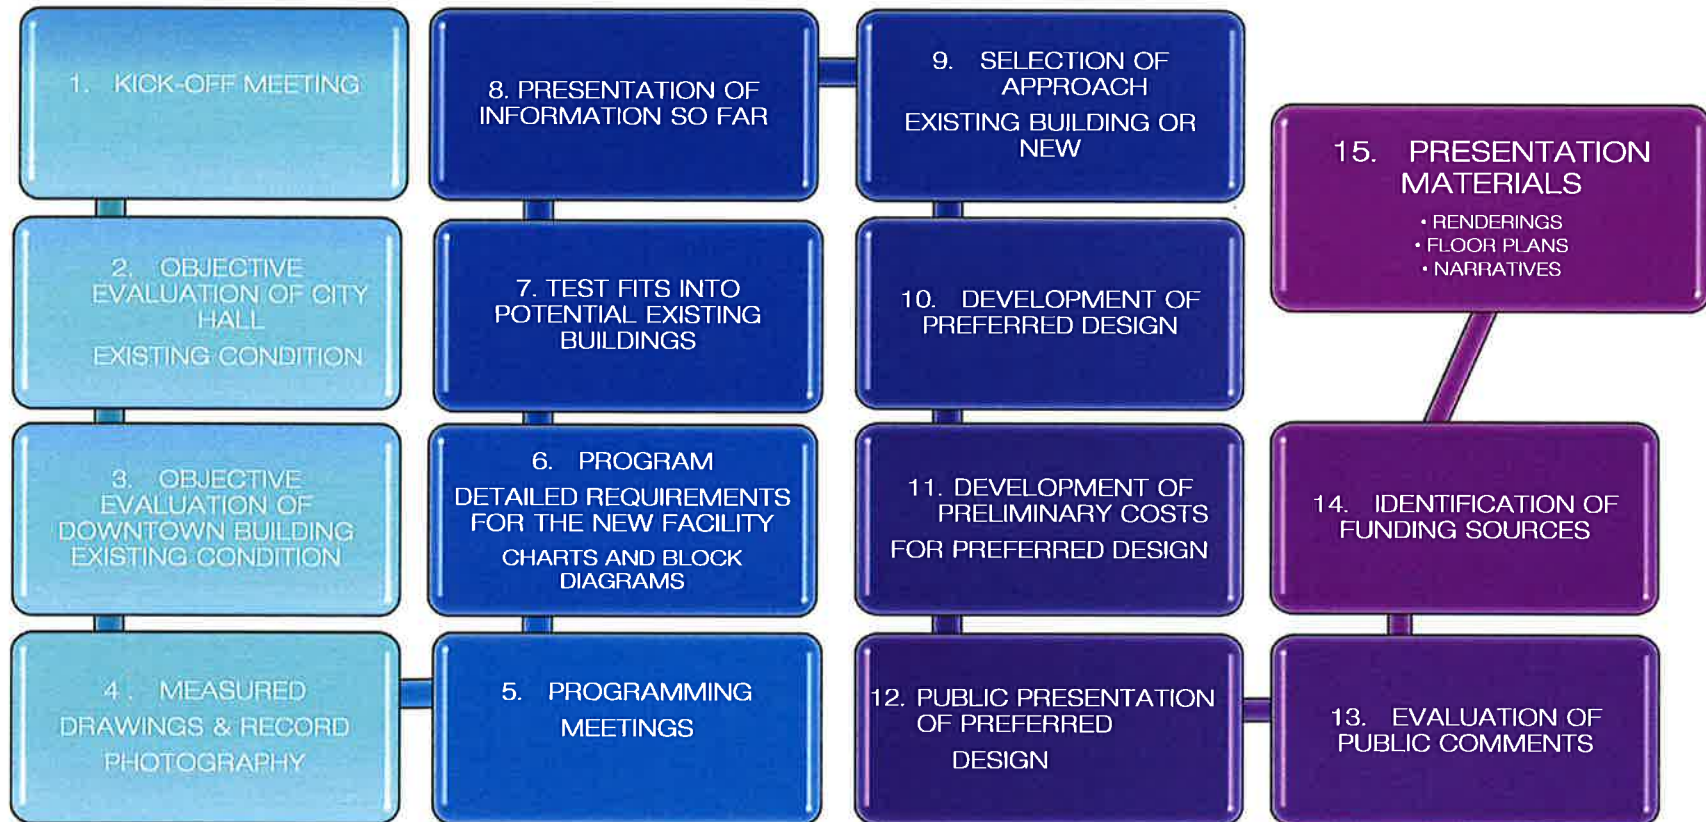 1. KICK-OFF MEETING
2. OBJECTIVE
EVALUATION OF CITY
HALL
EXISTING CONDITION
3. OBJECTIVE
EVALUATION OF
DOWNTOWN BUILDING
EXISTING CONDITION
4 . MEASURED
DRAWINGS & RECORD
PHOTOGRAPHY
5. PROGRAMMING
MEETINGS
6. PROGRAM
DETAILED REQUIREMENTS
FOR THE NEW FACILITY
CHARTS AND BLOCK
DIAGRAMS
7. TEST FITS INTO
POTENTIAL EXISTING
BUILDINGS
8. PRESENTATION OF
INFORMATION SO FAR
9. SELECTION OF
APPROACH
EXISTING BUILDING OR
NEW
10. DEVELOPMENT OF
PREFERRED DESIGN
11. DEVELOPMENT OF
PRELIMINARY COSTS
FOR PREFERRED DESIGN
12. PUBLIC PRESENTATION
OF PREFERRED
DESIGN
13. EVALUATION OF
PUBLIC COMMENTS
14. IDENTIFICATION OF
FUNDING SOURCES
15. PRESENTATION
MATERIALS
• RENDERINGS
• FLOOR PLANS
• NARRATIVES